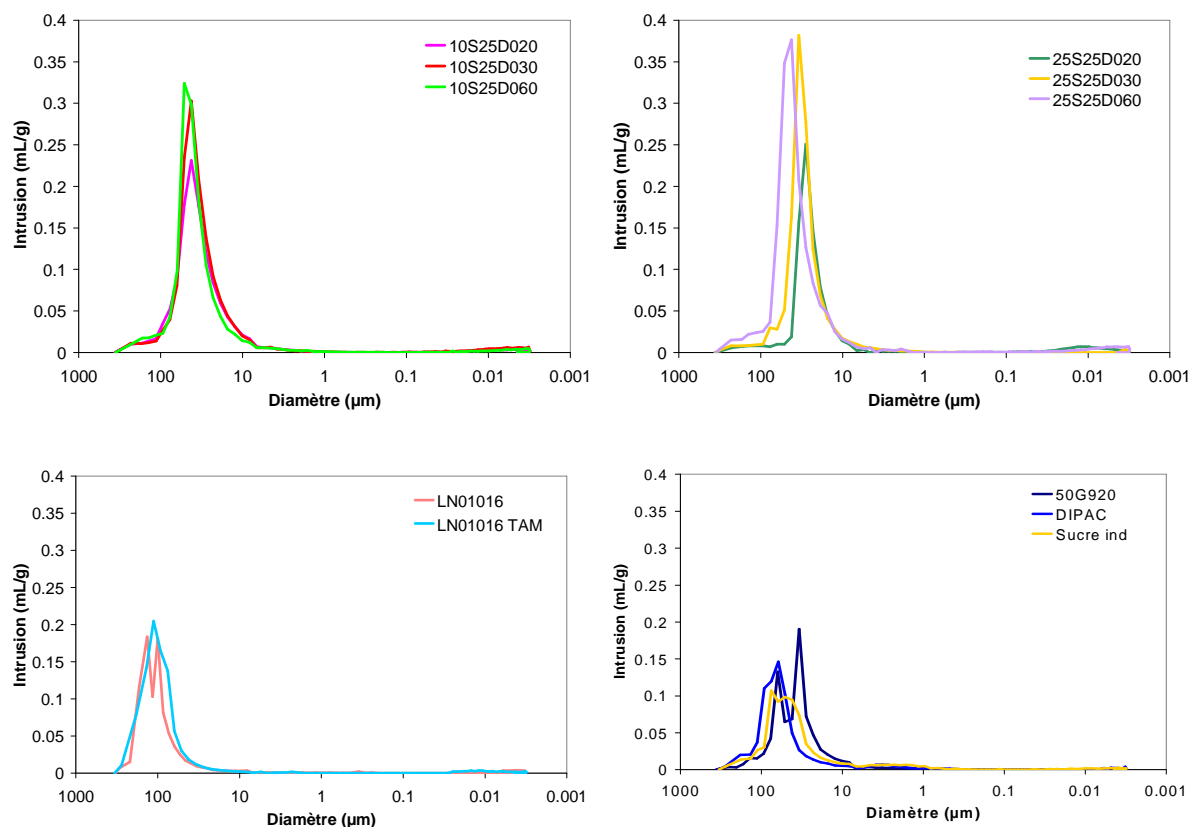 0.4
0.35
0.3
0.25
0.2
0.15
0.1
0.05
0
Intrusion (mL/g)
10S25D020
10S25D030
10S25D060
1000 100 10 1 0.1 0.01 0.001
Diamètre (µm)
0.4
0.35
0.3
0.25
0.2
0.15
0.1
0.05
0
Intrusion (mL/g)
25S25D020
25S25D030
25S25D060
1000 100 10 1 0.1 0.01 0.001
Diamètre (µm)
0.4
0.35
0.3
0.25
0.2
0.15
0.1
0.05
0
Intrusion (mL/g)
LN01016
LN01016 TAM
1000 100 10 1 0.1 0.01 0.001
Diamètre (µm)
0.4
0.35
0.3
0.25
0.2
0.15
0.1
0.05
0
Intrusion (mL/g)
50G920
DIPAC
Sucre ind
1000 100 10 1 0.1 0.01 0.001
Diamètre (µm)